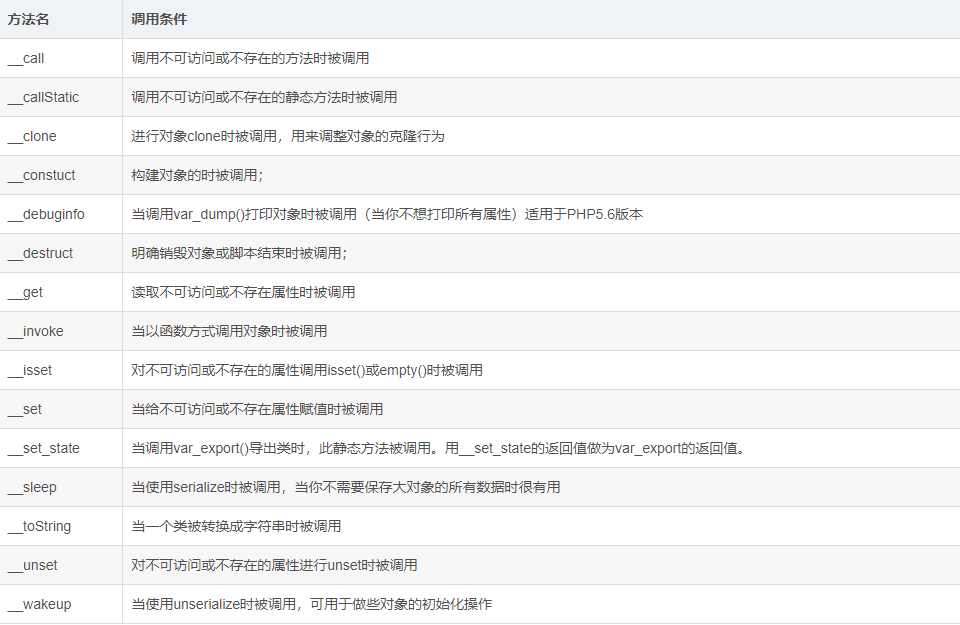 方法名 调用条件
__call 调用不可访问或不存在的方法时被调用
__callStatic 调用不可访问或不存在的静态方法时被调用
__clone 进行对象clone时被调用，用来调整对象的克隆行为
__constuct 构建对象的时被调用；
__debuginfo 当调用var_dump()打印对象时被调用（当你不想打印所有属性）适用于PHP5.6版本
__destruct 明确销毁对象或脚本结束时被调用；
__get 读取不可访问或不存在属性时被调用
__invoke 当以函数方式调用对象时被调用
__isset 对不可访问或不存在的属性调用isset()或empty()时被调用
__set 当给不可访问或不存在属性赋值时被调用
__set_state 当调用var_export()导出类时，此静态方法被调用。用__set_state的返回值做为var_export的返回值。
__sleep 当使用serialize时被调用，当你不需要保存大对象的所有数据时很有用
__toString 当一个类被转换成字符串时被调用
__unset 对不可访问或不存在的属性进行unset时被调用
__wakeup 当使用unserialize时被调用，可用于做些对象的初始化操作